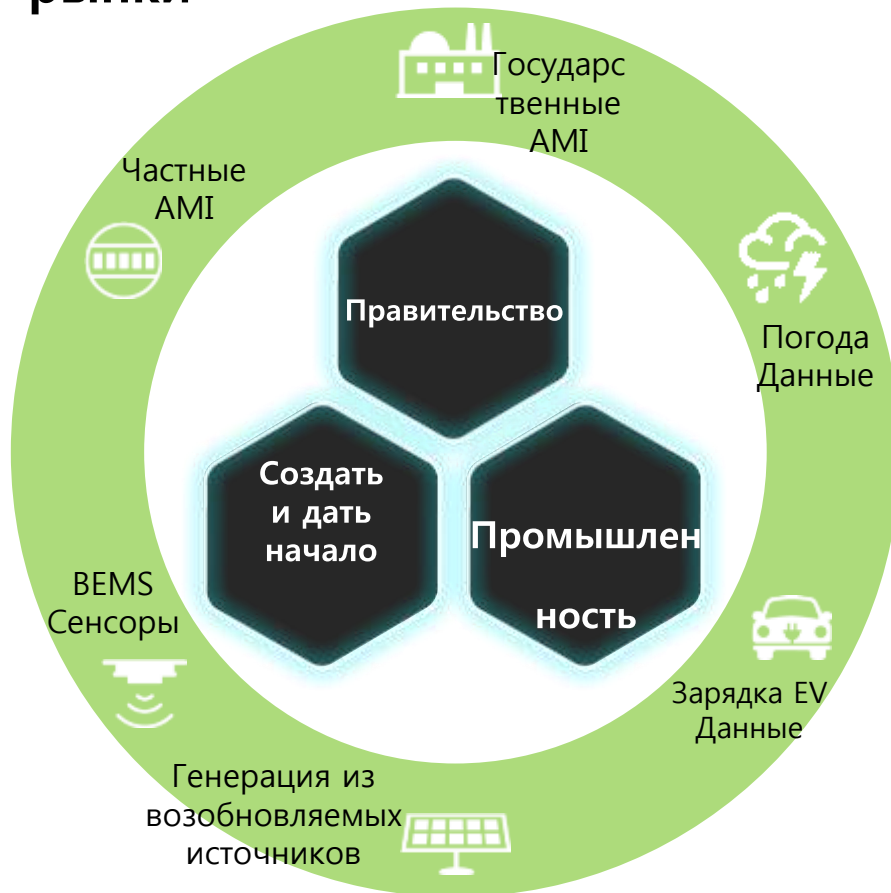 рынки
Государс
твенные
AMI
Частные
AMI
Погода
Данные
Правительство
Создать
и дать
начало
Промышлен
ность
BEMS
Сенсоры
Зарядка EV
Данные
Генерация из
возобновляемых
источников